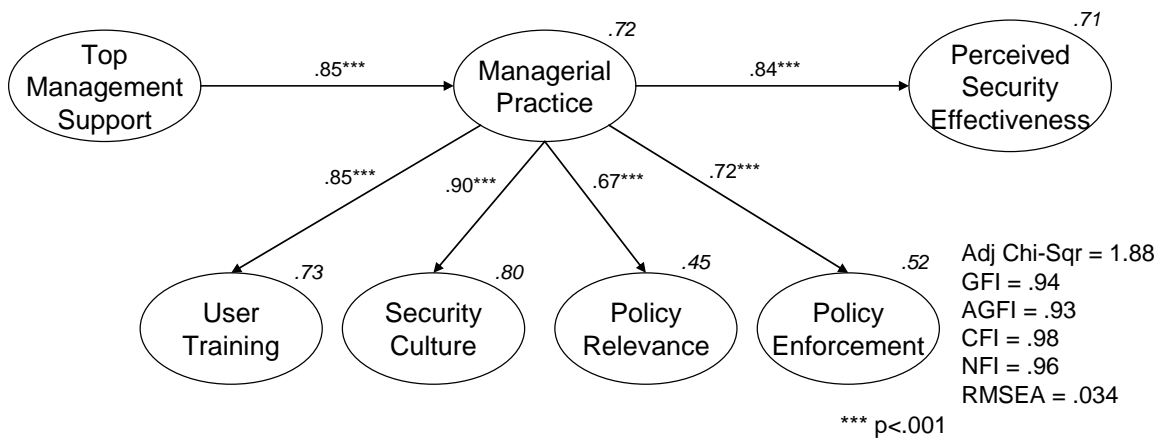 .72
.71
Top
Management
Support
.85***
Managerial
Practice
.84***
Perceived
Security
Effectiveness
.85***
.90***
.67***
.72***
.73
User
Training
.80
Security
Culture
.45
Policy
Relevance
.52
Policy
Enforcement
Adj Chi-Sqr = 1.88
GFI = .94
AGFI = .93
CFI = .98
NFI = .96
RMSEA = .034
*** p<.001